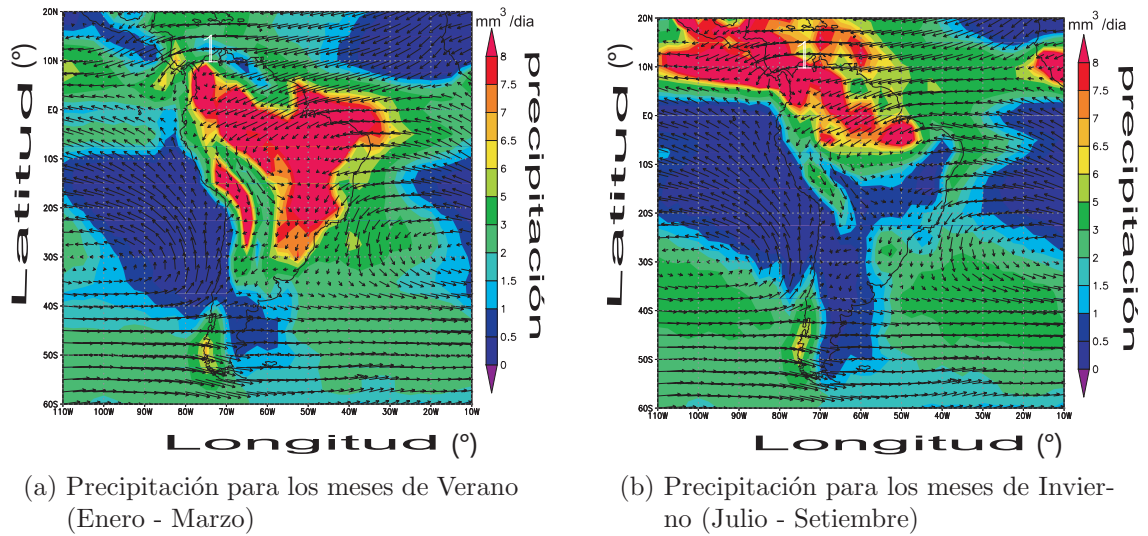 mm³/dia
20N
10N
EQ
10S
20S
30S
40S
50S
60S
110W 100W 90W 80W 70W 60W 50W 40W 30W 20W 10W
8
7.5
7
6.5
6
5
3
2
1.5
1
0.5
0
Latitud (°)
Longitud (°)
precipitación
1
(a) Precipitación para los meses de Verano
(Enero - Marzo)
mm³/dia
20N
10N
EQ
10S
20S
30S
40S
50S
60S
110W 100W 90W 80W 70W 60W 50W 40W 30W 20W 10W
8
7.5
7
6.5
6
5
3
2
1.5
1
0.5
0
Latitud (°)
Longitud (°)
precipitación
1
(b) Precipitación para los meses de Invier-
no (Julio - Setiembre)